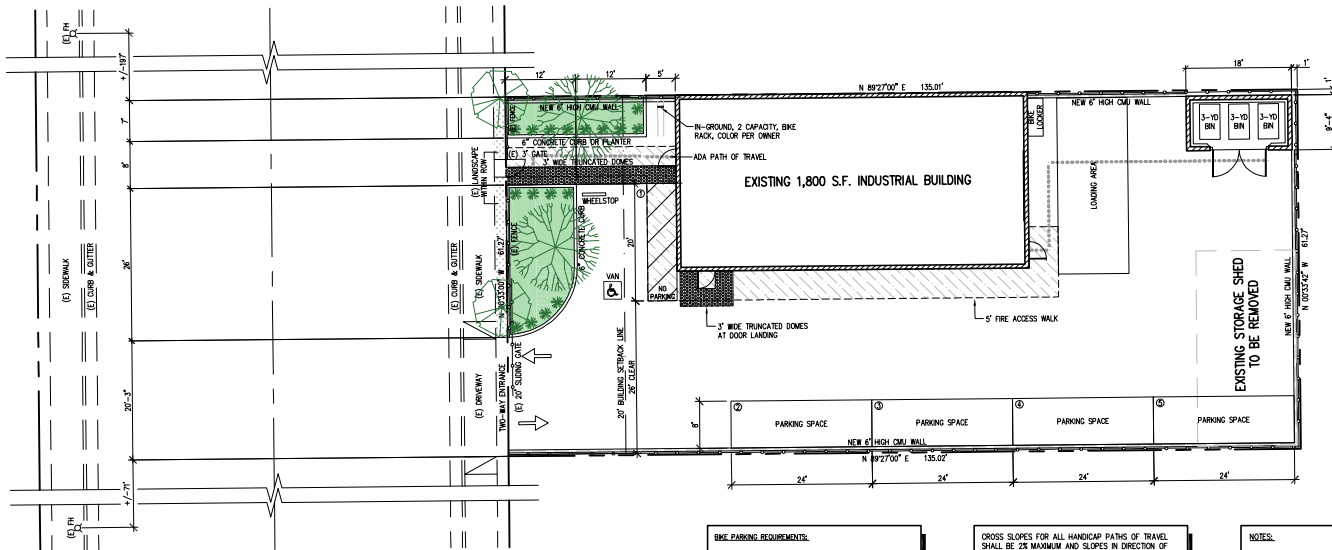 (E) FH
+/-197'
7'
8'
26'
20'-3"
+/-71'
(E) FH
(E) SIDEWALK
(E) CURB & GUTTER
(E) CURB & GUTTER
(E) SIDEWALK
(E) LANDSCAPE
WITHIN ROW
N 00°33'00" W 61.27'
(E) DRIVEWAY
TWO-WAY ENTRANCE
(E) 20' SLIDING GATE
12'
12'
5'
(E) FENCE
NEW 6' HIGH CMU WALL
6" CONCRETE CURB OR PLANTER
(E) 3' GATE
3' WIDE TRUNCATED DOMES
IN-GROUND, 2 CAPACITY, BIKE
RACK, COLOR PER OWNER
ADA PATH OF TRAVEL
(E) FENCE
WHEELSTOP
6" CONCRETE CURB
VAN
20' BUILDING SETBACK LINE
26' CLEAR
20'
1
NO
PARKING
3' WIDE TRUNCATED DOMES
AT DOOR LANDING
EXISTING 1,800 S.F. INDUSTRIAL BUILDING
N 89°27'00" E 135.01'
BIKE
LOCKER
NEW 6' HIGH CMU WALL
18'
1'
1'
3-YD
BIN
3-YD
BIN
3-YD
BIN
9'-4"
LOADING AREA
5' FIRE ACCESS WALK
EXISTING STORAGE SHED
TO BE REMOVED
NEW 6' HIGH CMU WALL
N 00°33'42" W 61.27'
8'
2
PARKING SPACE
3
PARKING SPACE
4
PARKING SPACE
5
PARKING SPACE
NEW 6' HIGH CMU WALL
N 89°27'00" E 135.02'
24'
24'
24'
24'
BIKE PARKING REQUIREMENTS:
CROSS SLOPES FOR ALL HANDICAP PATHS OF TRAVEL
SHALL BE 2% MAXIMUM AND SLOPES IN DIRECTION OF
NOTES: